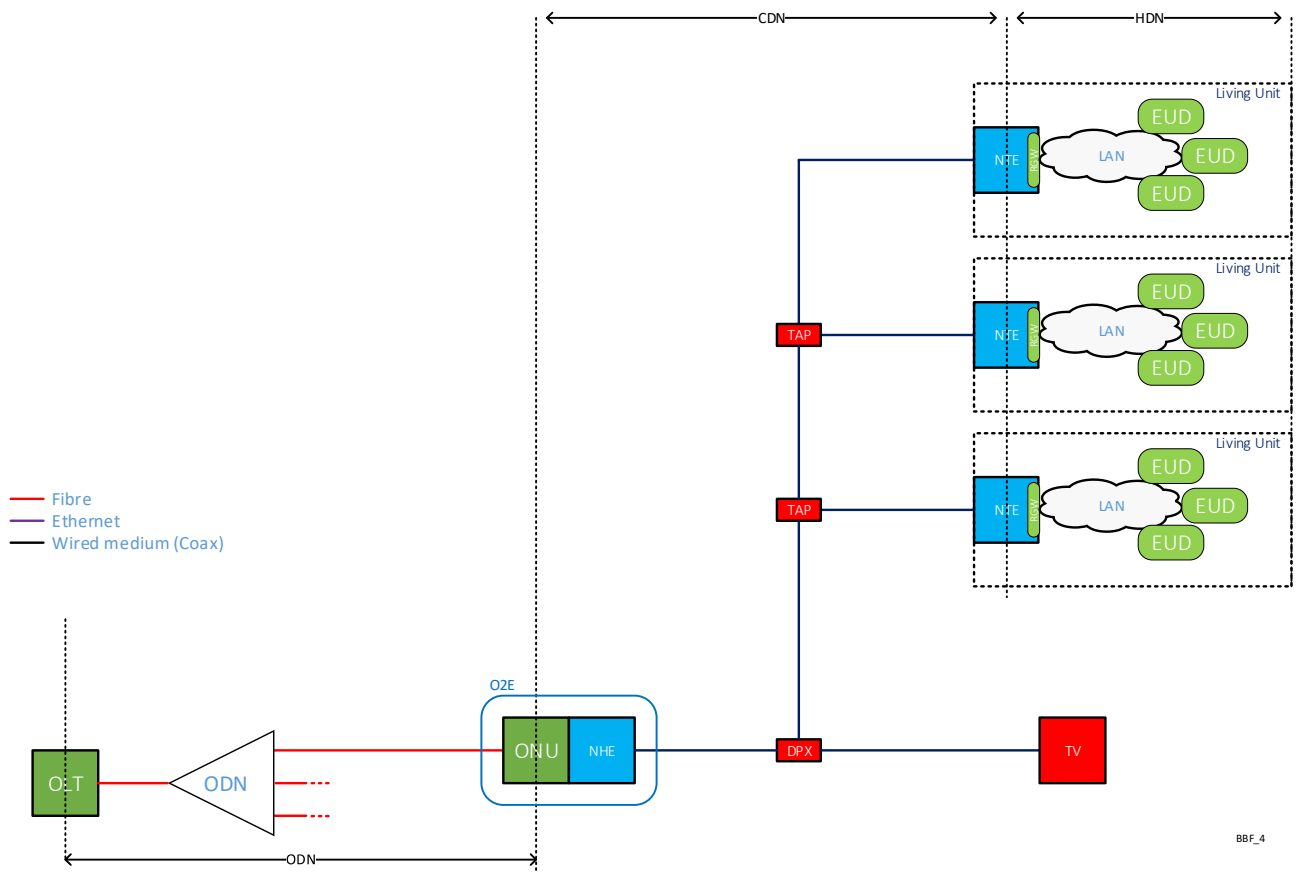 CDN
HDN
Living Unit
EUD
NTE
RGW
LAN
EUD
EUD
Living Unit
EUD
TAP
NTE
RGW
LAN
EUD
EUD
Living Unit
EUD
TAP
NTE
RGW
LAN
EUD
EUD
Fibre
Ethernet
Wired medium (Coax)
O2E
ONU
NHE
DPX
TV
OLT
ODN
BBF_4
ODN